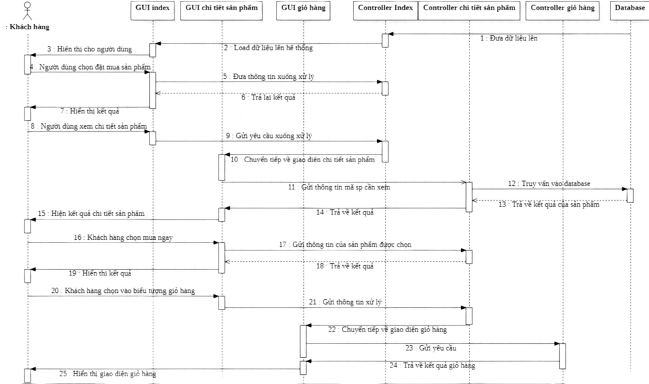 : Khách hàng
GUI index
GUI chi tiết sản phẩm
GUI giỏ hàng
Controller Index
Controller chi tiết sản phẩm
Controller giỏ hàng
Database
1 : Đưa dữ liệu lên
2 : Load dữ liệu lên hê thống
3 : Hiển thị cho người dùng
4 : Người dùng chọn đặt mua sản phẩm
5 : Đưa thông tin xuống xử lý
6 : Trả lai kết quả
7 : Hiển thi kết quả
8 : Người dùng xem chi tiết sản phẩm
9 : Gửi yêu cầu xuống xử lý
10 : Chuyển tiếp về giao diện chi tiết sản phẩm
11 : Gửi thông tin mã sp cần xem
12 : Truy vấn vào database
13 : Trả về kết quả của sản phẩm
14 : Trả về kết quả
15 : Hiện kết quả chi tiết sản phẩm
16 : Khách hàng chọn mua ngay
17 : Gửi thông tin của sản phẩm được chọn
18 : Trả về kết quả
19 : Hiển thi kết quả
20 : Khách hàng chọn vào biểu tượng giỏ hàng
21 : Gửi thông tin xử lý
22 : Chuyển tiếp về giao diện giỏ hàng
23 : Gửi yêu cầu
24 : Trả về kết quả giỏ hàng
25 : Hiển thị giao diện giỏ hàng